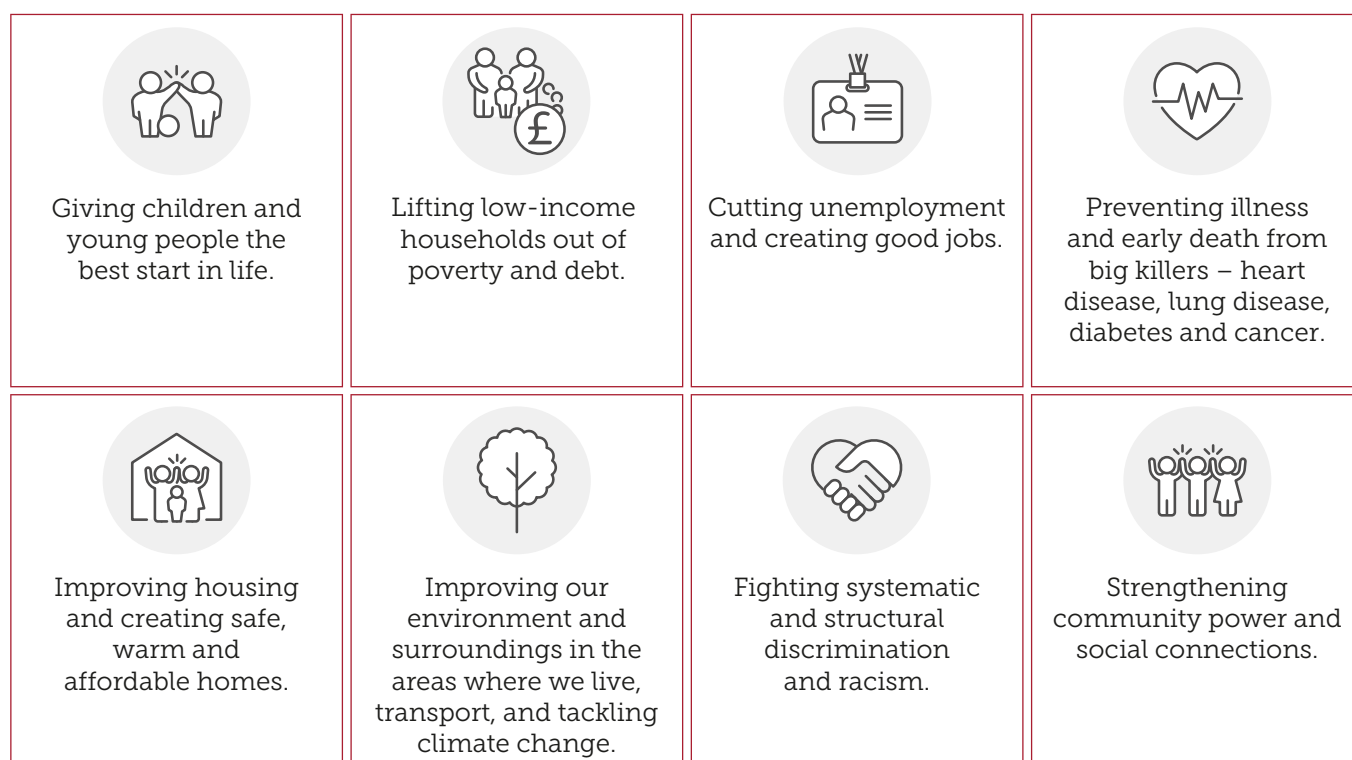 Giving children and
young people the
best start in life.
£
Lifting low-income
households out of
poverty and debt.
Cutting unemployment
and creating good jobs.
Preventing illness
and early death from
big killers – heart
disease, lung disease,
diabetes and cancer.
Improving housing
and creating safe,
warm and
affordable homes.
Improving our
environment and
surroundings in the
areas where we live,
transport, and tackling
climate change.
Fighting systematic
and structural
discrimination
and racism.
Strengthening
community power and
social connections.